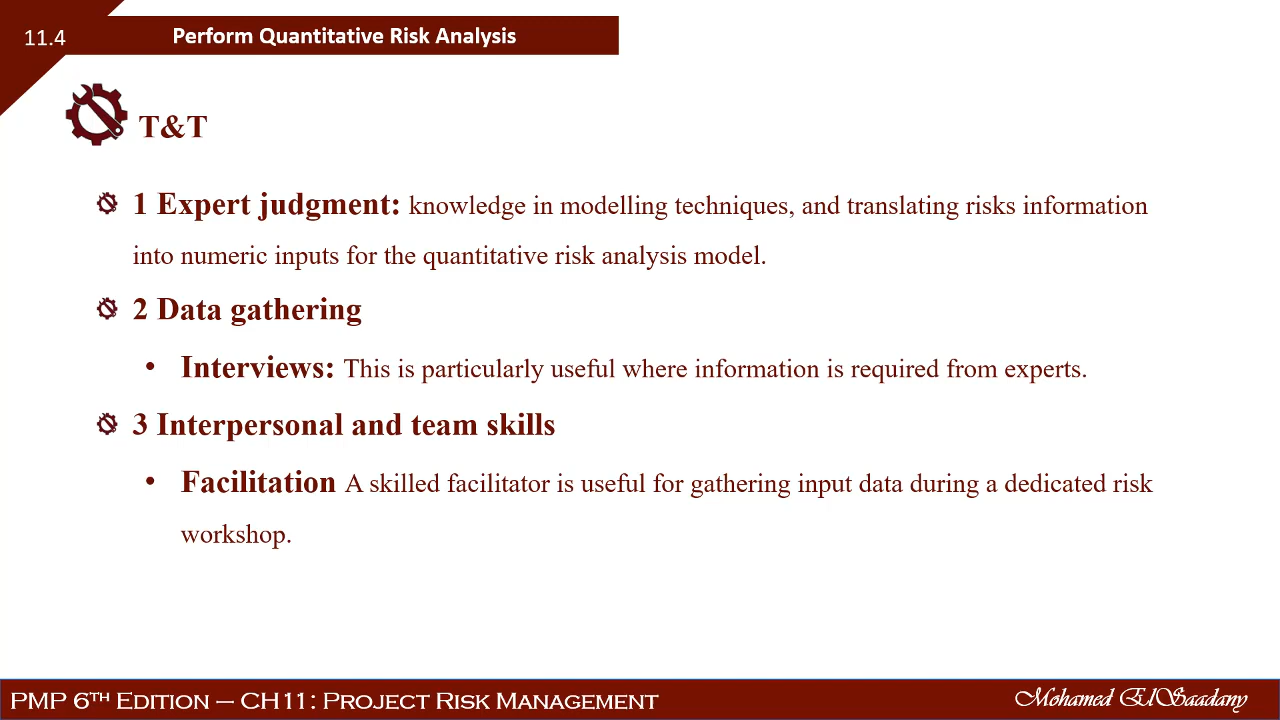 11.4
Perform Quantitative Risk Analysis
T&T
1 Expert judgment: knowledge in modelling techniques, and translating risks information
into numeric inputs for the quantitative risk analysis model.
2 Data gathering
• Interviews: This is particularly useful where information is required from experts.
3 Interpersonal and team skills
• Facilitation A skilled facilitator is useful for gathering input data during a dedicated risk
workshop.
PMP 6TH Edition – CH11: Project Risk Management
Mohamed ElSaadany